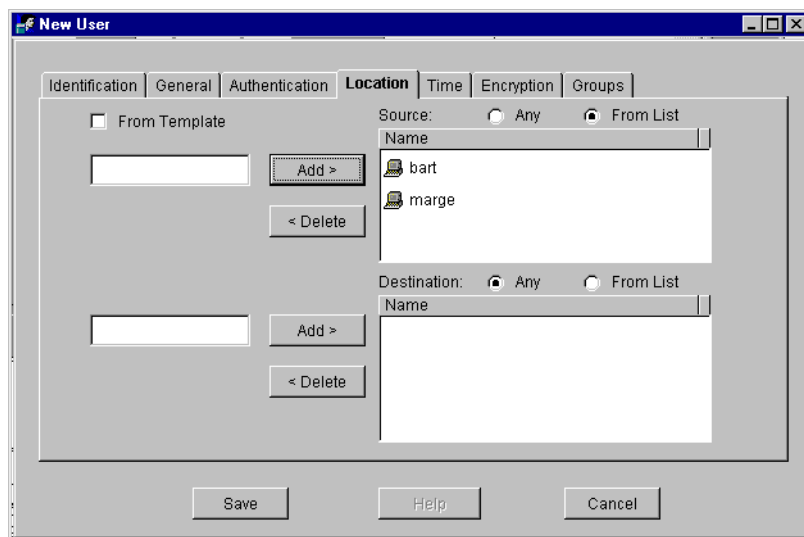 New User
Identification General Authentication Location Time Encryption Groups
From Template
Source: Any From List
Name
Add >
bart
marge
< Delete
Destination: Any From List
Name
Add >
< Delete
Save Help Cancel